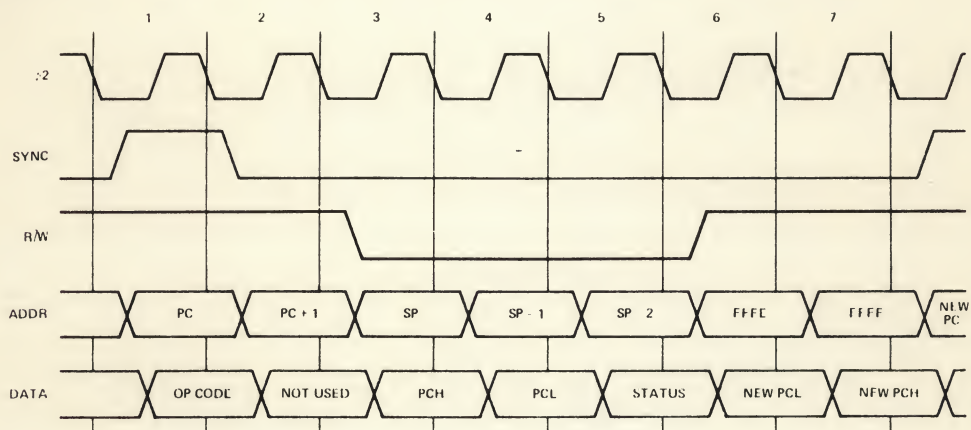 1 2 3 4 5 6 7
SYNC
R/W
ADDR PC PC + 1 SP SP - 1 SP - 2 FFFE FFFF NEW PC
DATA OP CODE NOT USED PCH PCL STATUS NEW PCL NEW PCH